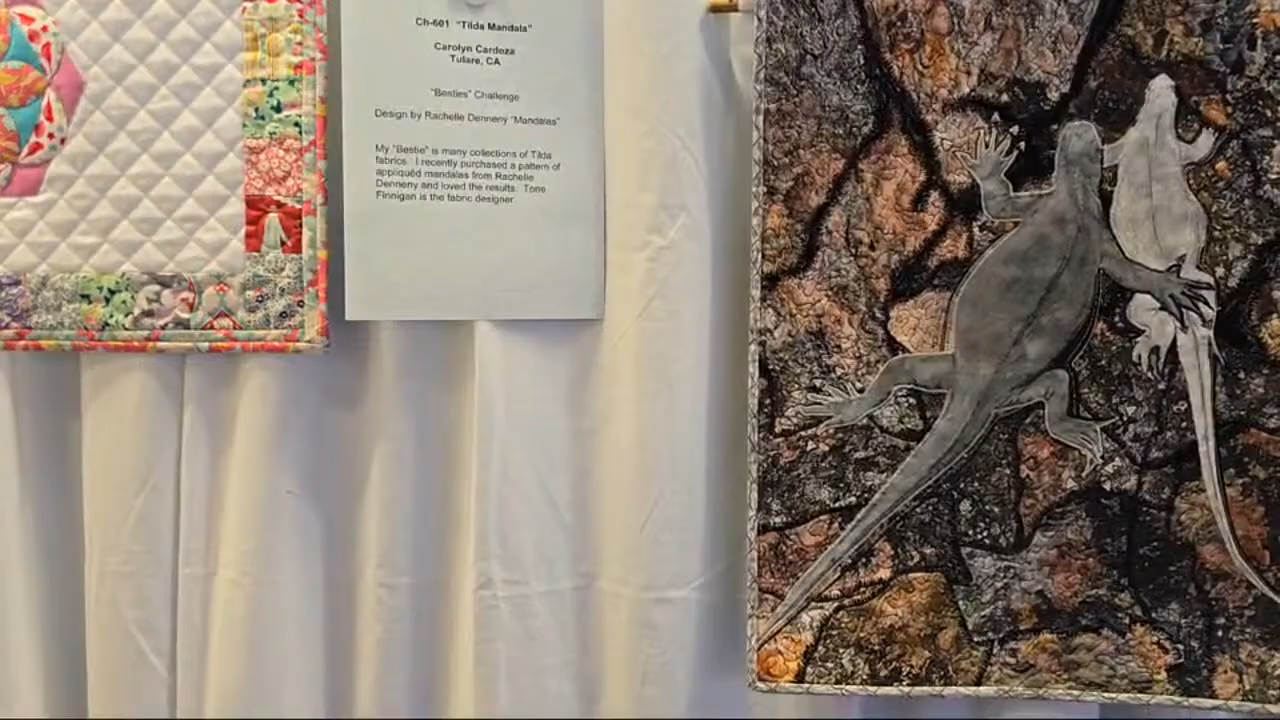 Ch-601 "Tilda Mandala"
Carolyn Cardoza
Tulare, CA
"Besties" Challenge
Design by Rachelle Denneny "Mandalas"
My "Bestie" is many collections of Tilda
fabrics. I recently purchased a pattern of
appliquéd mandalas from Rachelle
Denneny and loved the results. Tone
Finnigan is the fabric designer.